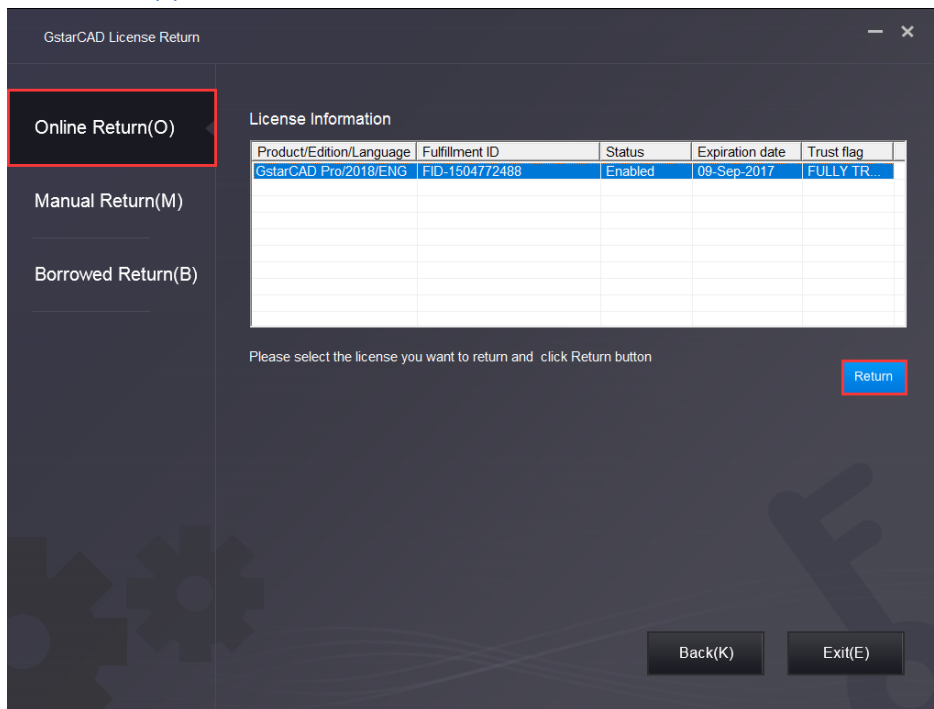 GstarCAD License Return
Online Return(O)
Manual Return(M)
Borrowed Return(B)
License Information
Product/Edition/Language Fulfillment ID Status Expiration date Trust flag
GstarCAD Pro/2018/ENG FID-1504772488 Enabled 09-Sep-2017 FULLY TR...
Please select the license you want to return and click Return button
Return
Back(K) Exit(E)